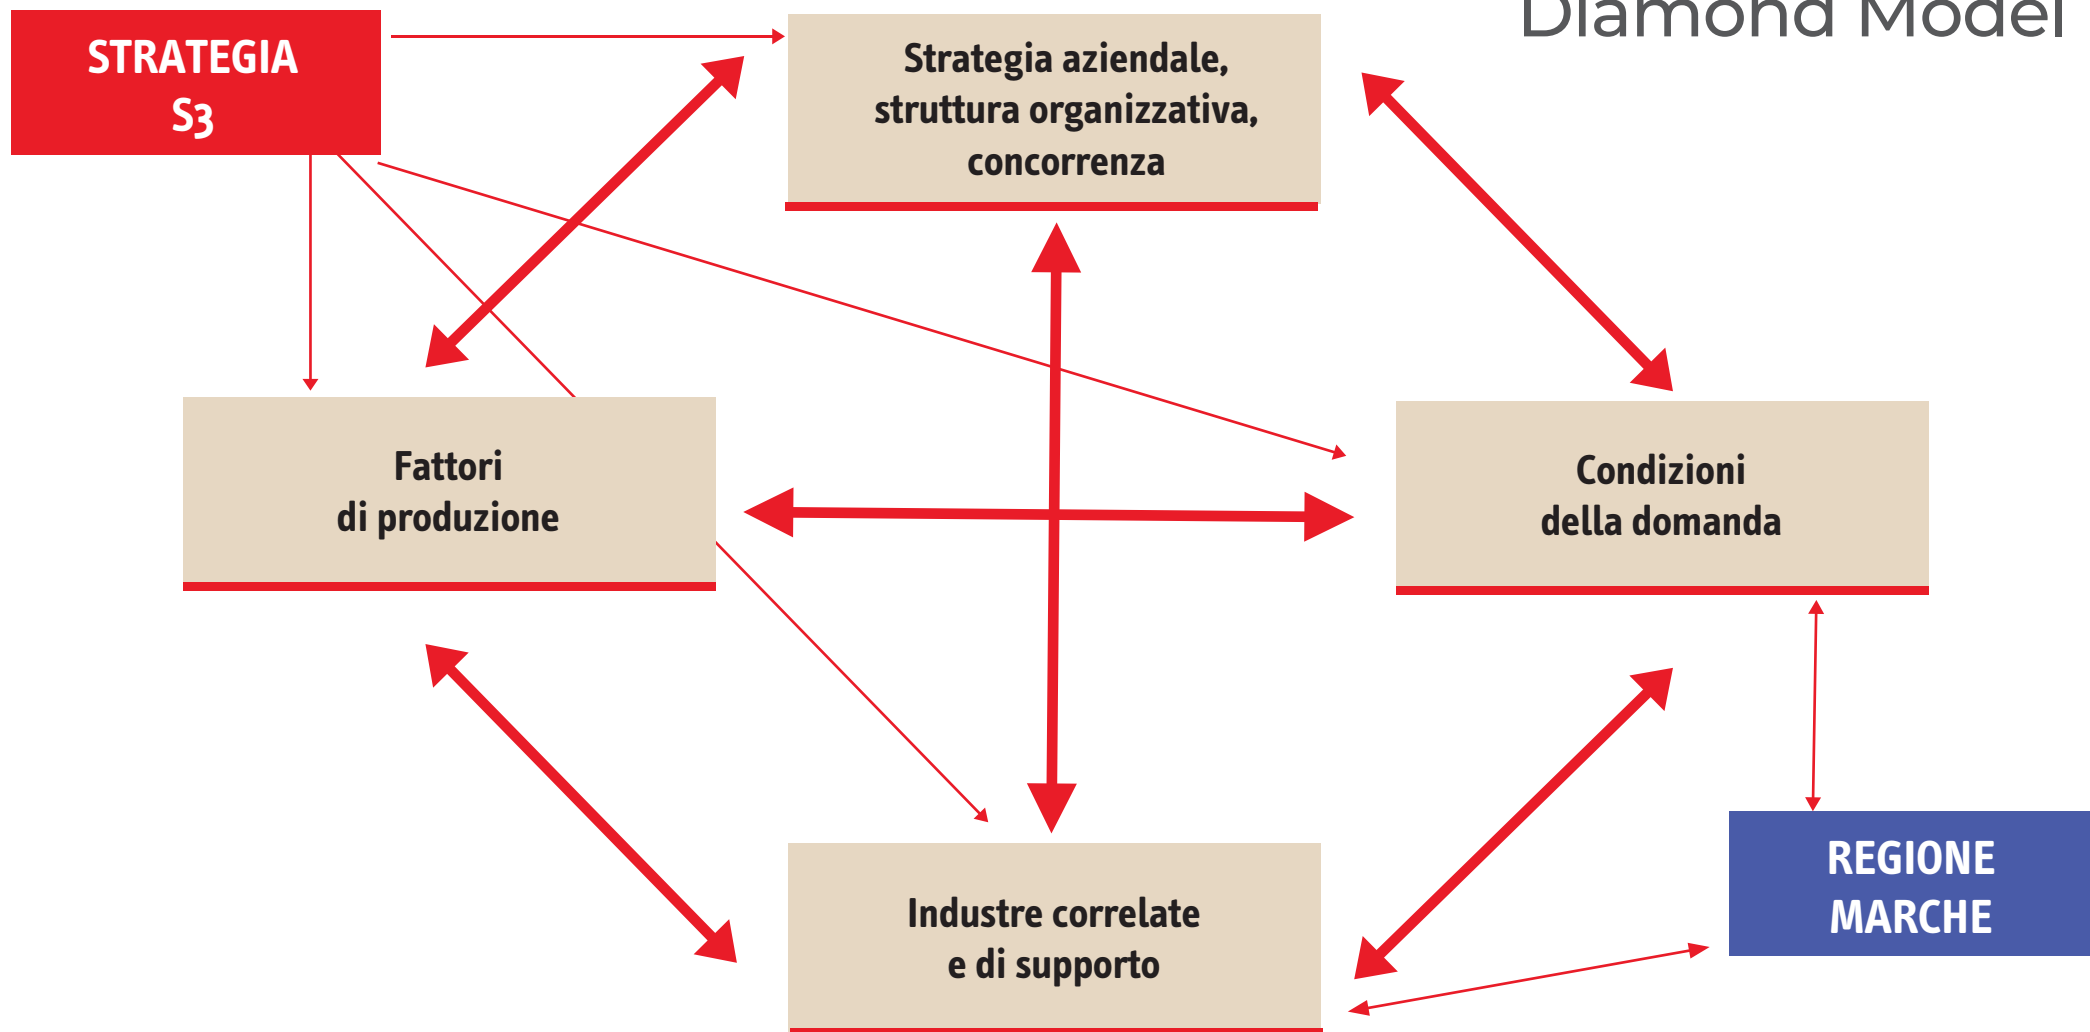 Diamond Model
STRATEGIA
S3
Strategia aziendale,
struttura organizzativa,
concorrenza
Fattori
di produzione
Condizioni
della domanda
Industre correlate
e di supporto
REGIONE
MARCHE